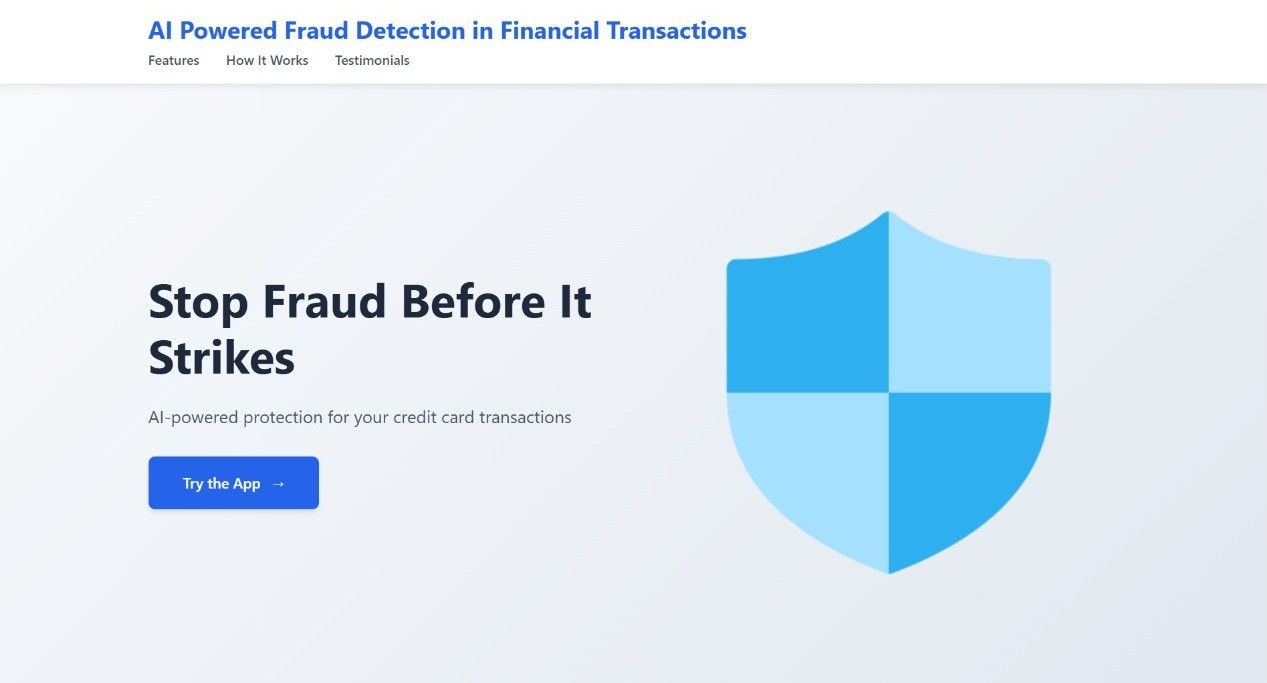 AI Powered Fraud Detection in Financial Transactions
Features How It Works Testimonials
Stop Fraud Before It
Strikes
AI-powered protection for your credit card transactions
Try the App →